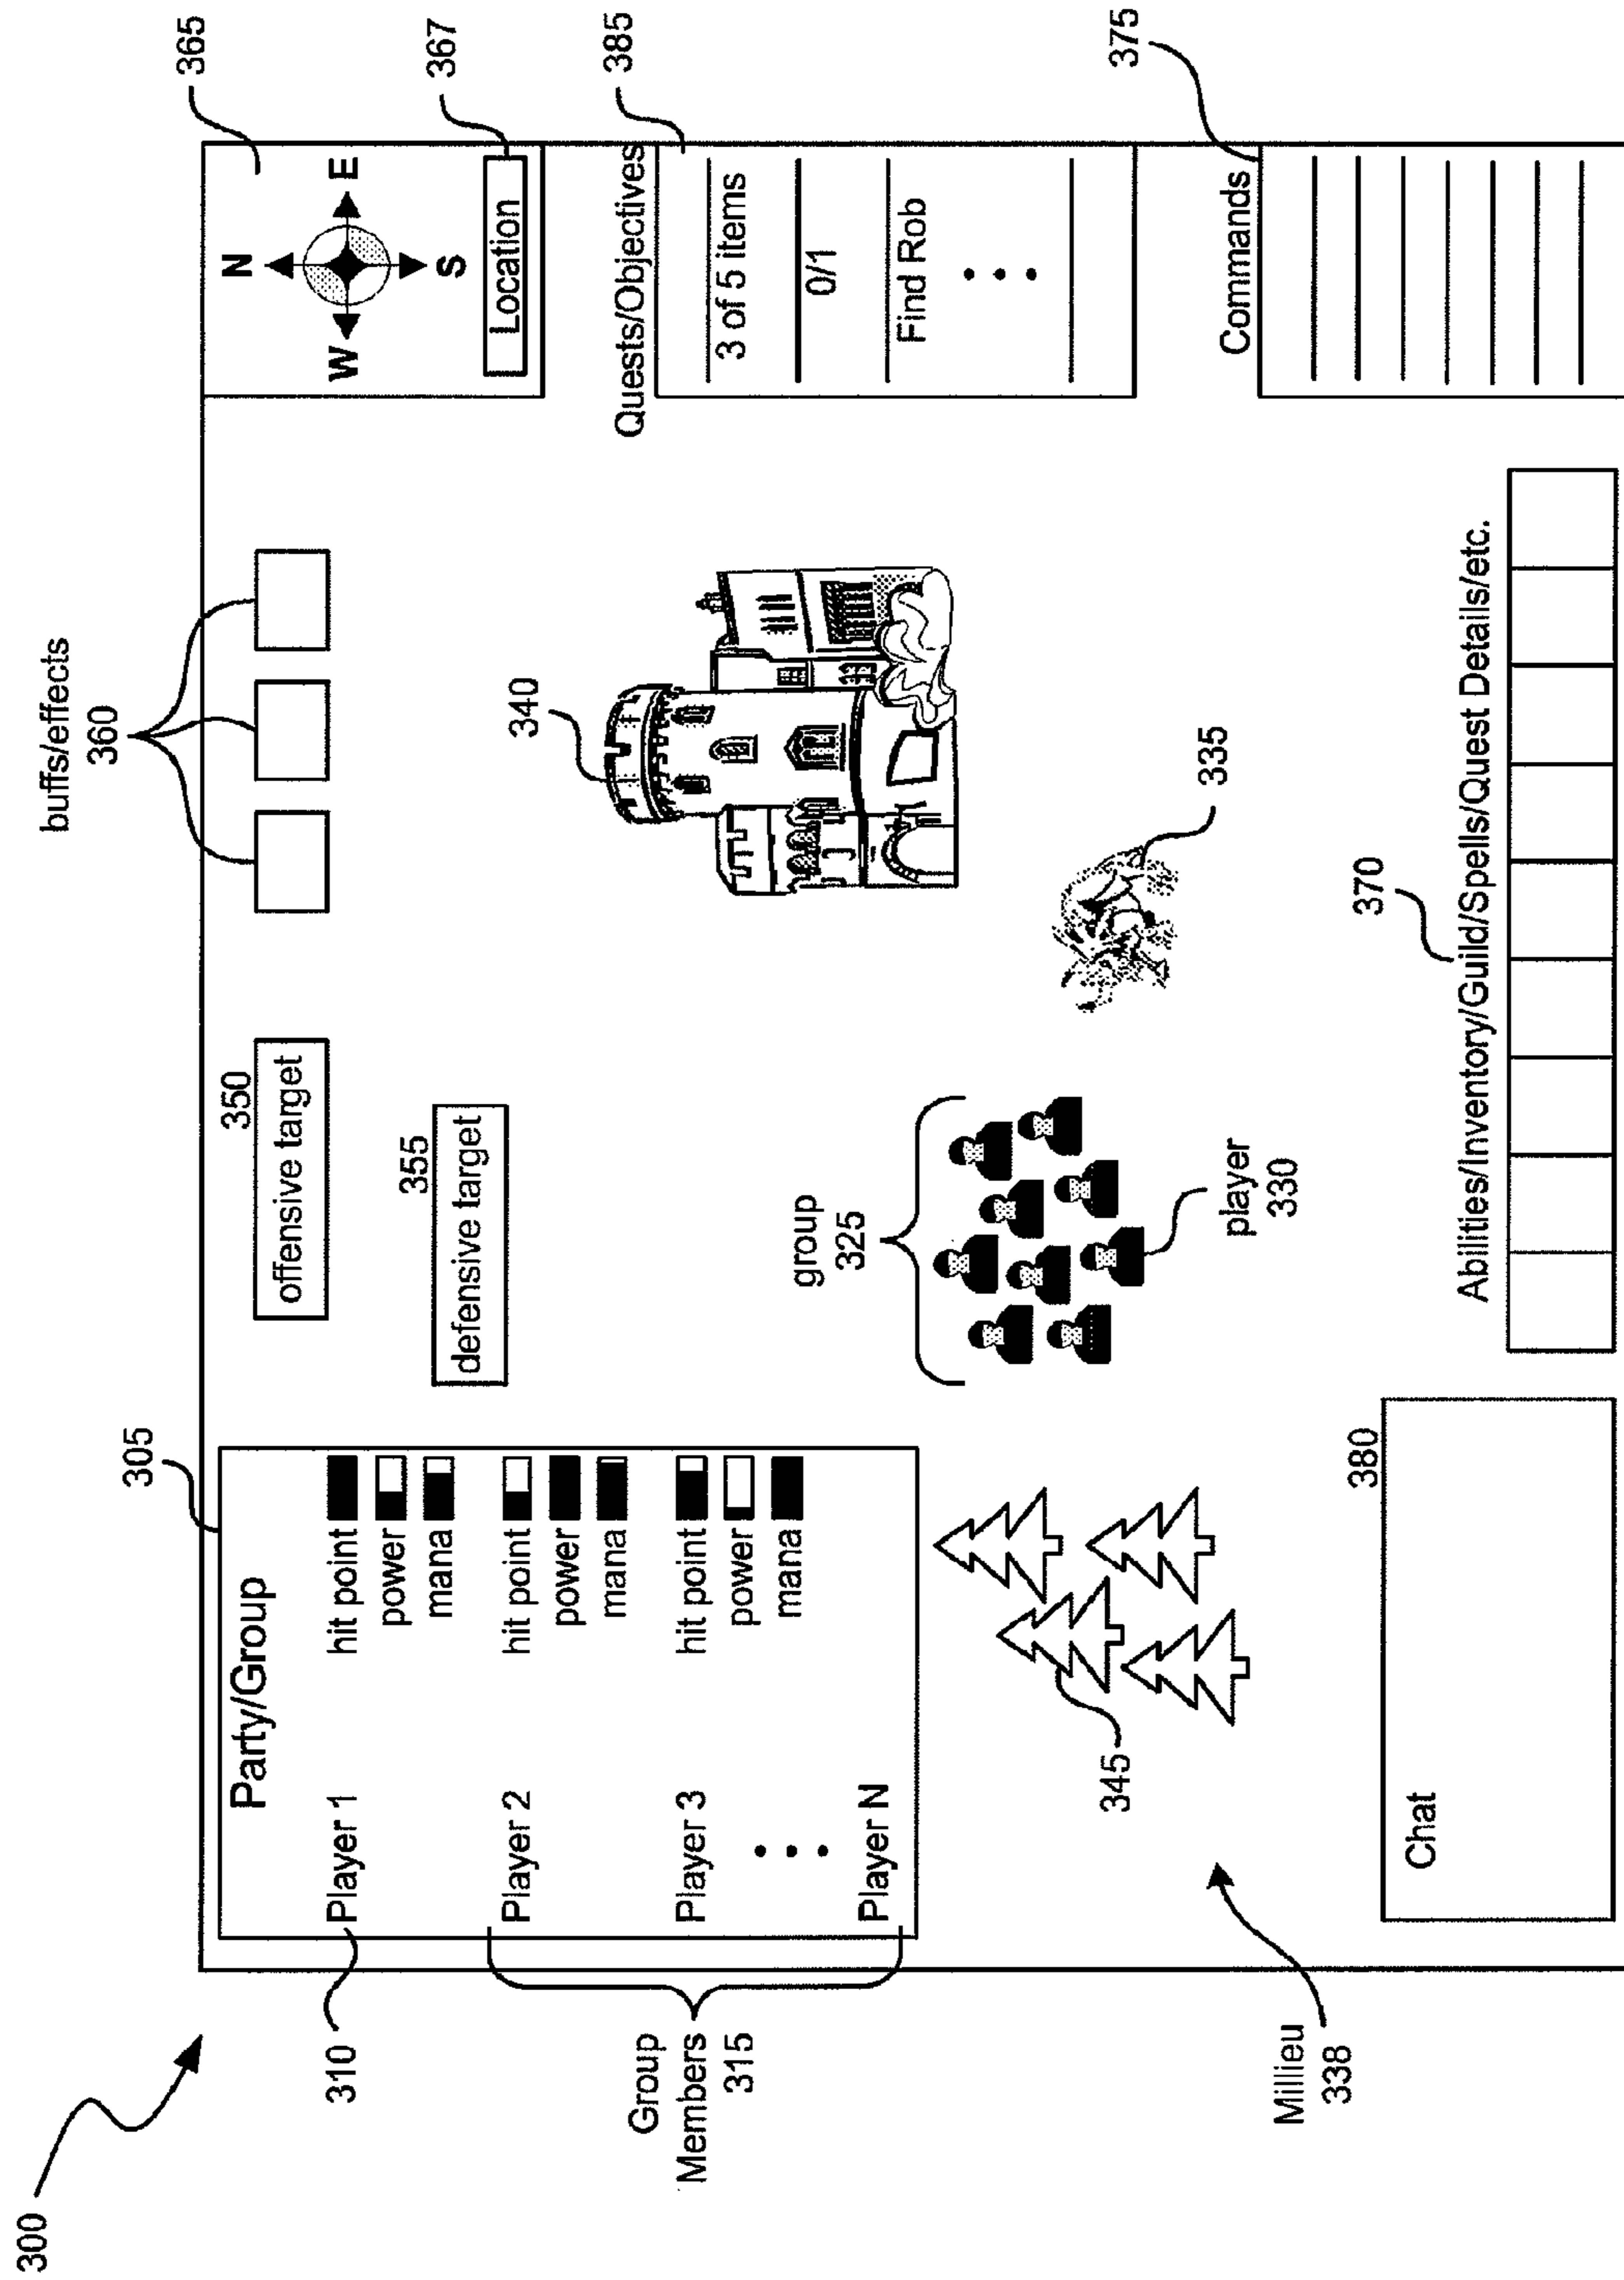 300
305
Party/Group
310
Player 1
hit point
power
mana
Group
Members
315
Player 2
hit point
power
mana
Player 3
hit point
power
mana
Player N
350
offensive target
355
defensive target
buffs/effects
360
365
N
W
E
S
Location
367
Quests/Objectives
385
3 of 5 items
0/1
Find Rob
340
group
325
player
330
335
345
Millieu
338
380
Chat
370
Abilities/Inventory/Guild/Spells/Quest Details/etc.
Commands
375